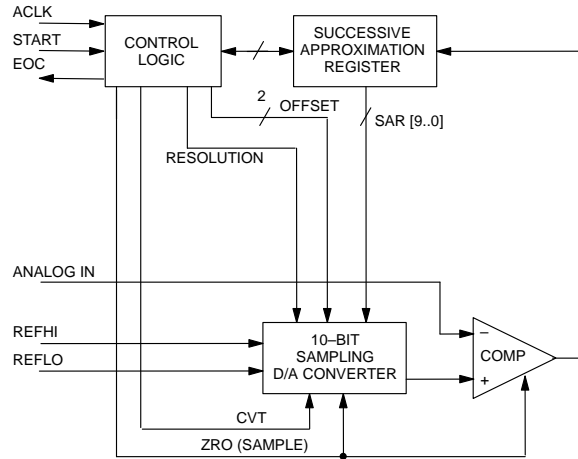 ACLK
START
EOC
CONTROL
LOGIC
SUCCESSIVE
APPROXIMATION
REGISTER
2
OFFSET
SAR [9..0]
RESOLUTION
ANALOG IN
REFHI
REFLO
10–BIT
SAMPLING
D/A CONVERTER
−
COMP
+
CVT
ZRO (SAMPLE)